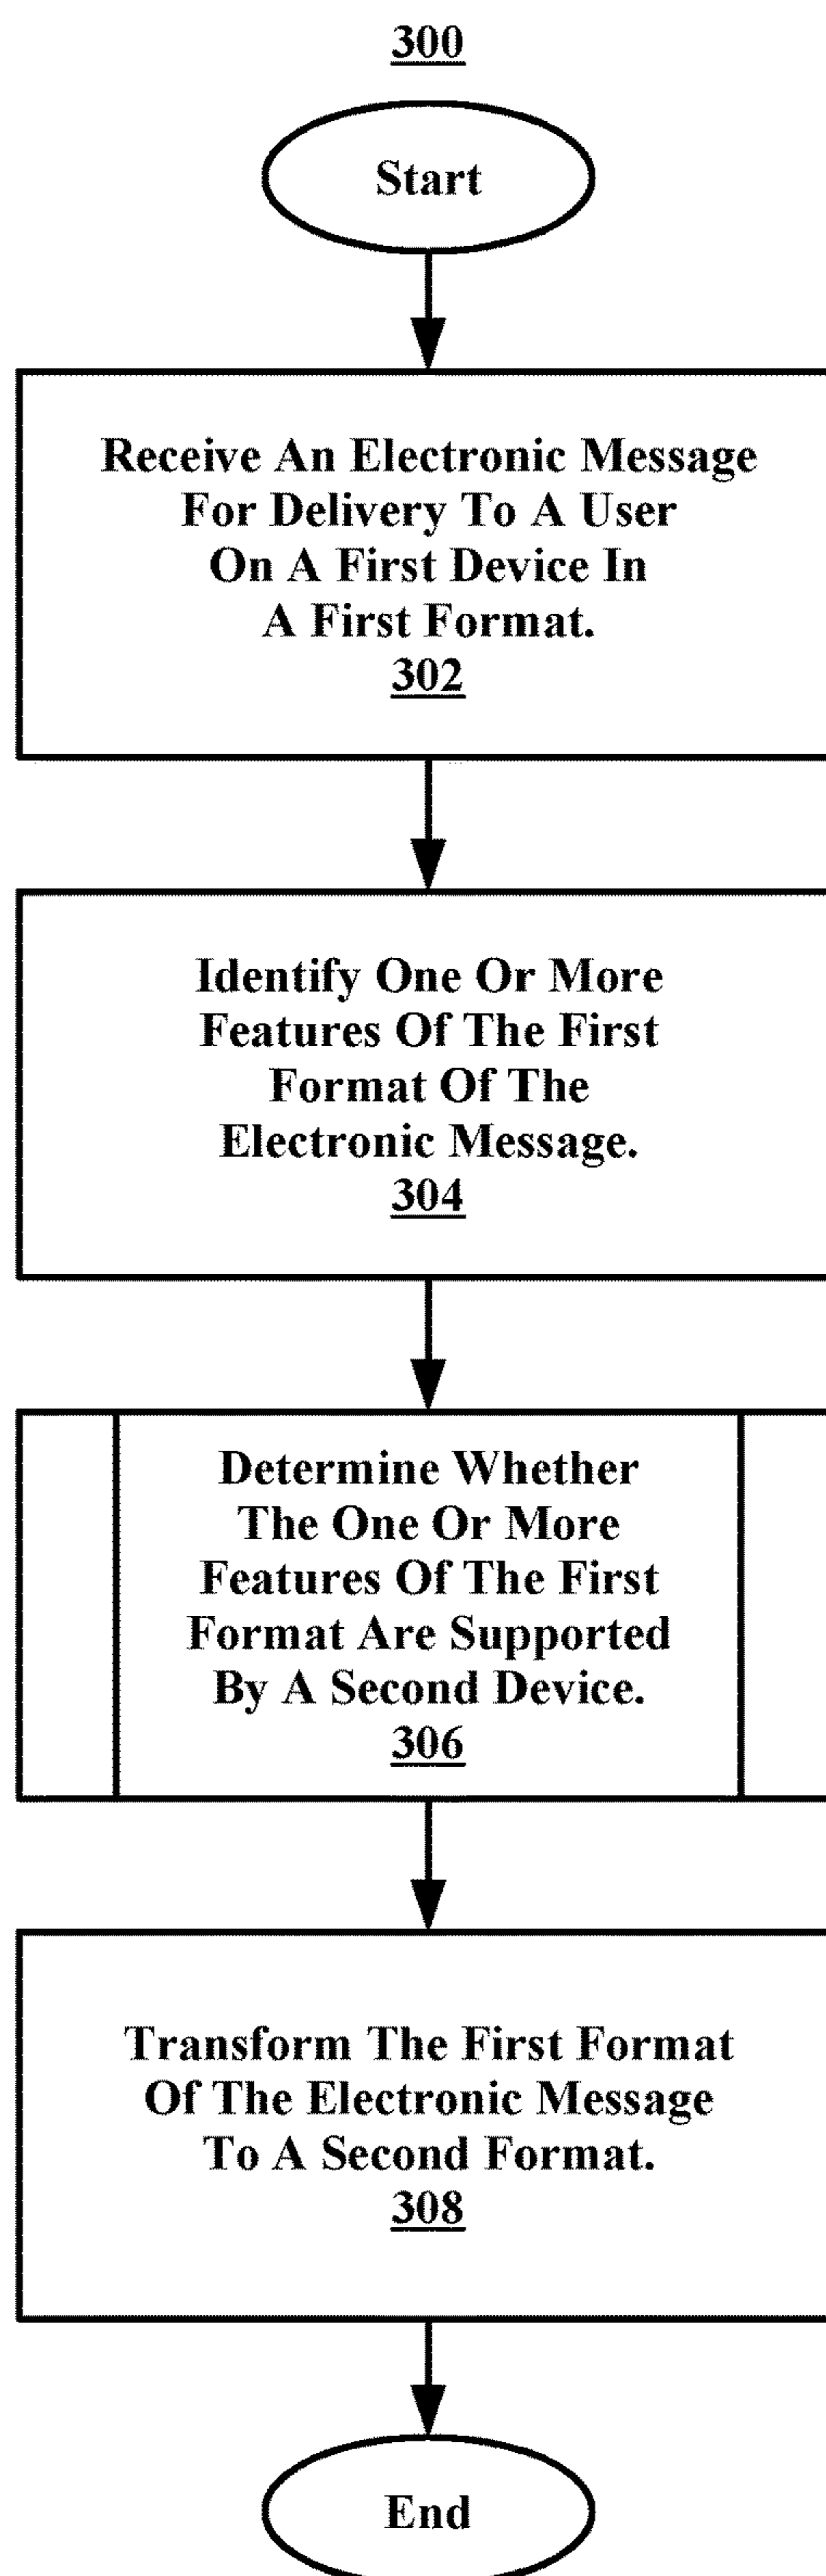 300
Start
Receive An Electronic Message
For Delivery To A User
On A First Device In
A First Format.
302
Identify One Or More
Features Of The First
Format Of The
Electronic Message.
304
Determine Whether
The One Or More
Features Of The First
Format Are Supported
By A Second Device.
306
Transform The First Format
Of The Electronic Message
To A Second Format.
308
End